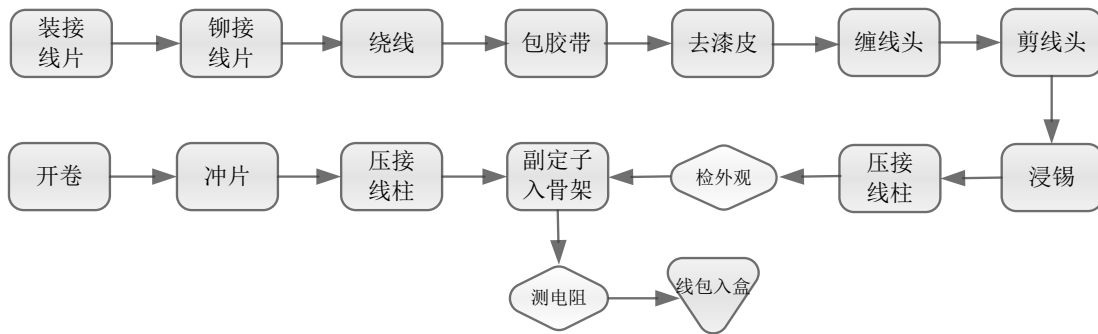 装接
线片
铆接
线片
绕线
包胶带
去漆皮
缠线头
剪线头
开卷
冲片
压接
线柱
副定子
入骨架
检外观
压接
线柱
浸锡
测电阻
线包入盒